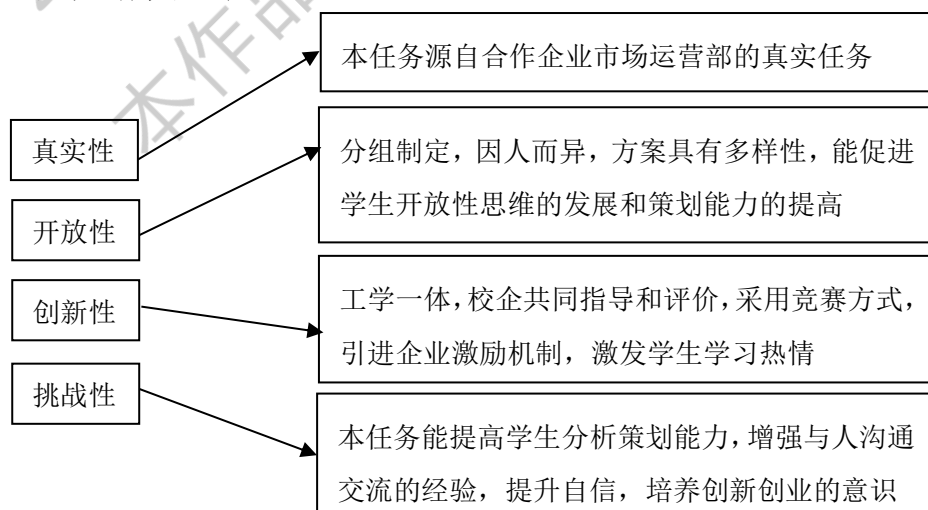 本任务源自合作企业市场运营部的真实任务
真实性
分组制定，因人而异，方案具有多样性，能促进
学生开放性思维的发展和策划能力的提高
开放性
工学一体，校企共同指导和评价，采用竞赛方式，
引进企业激励机制，激发学生学习热情
创新性
挑战性
本任务能提高学生分析策划能力，增强与人沟通
交流的经验，提升自信，培养创新创业的意识
本作品